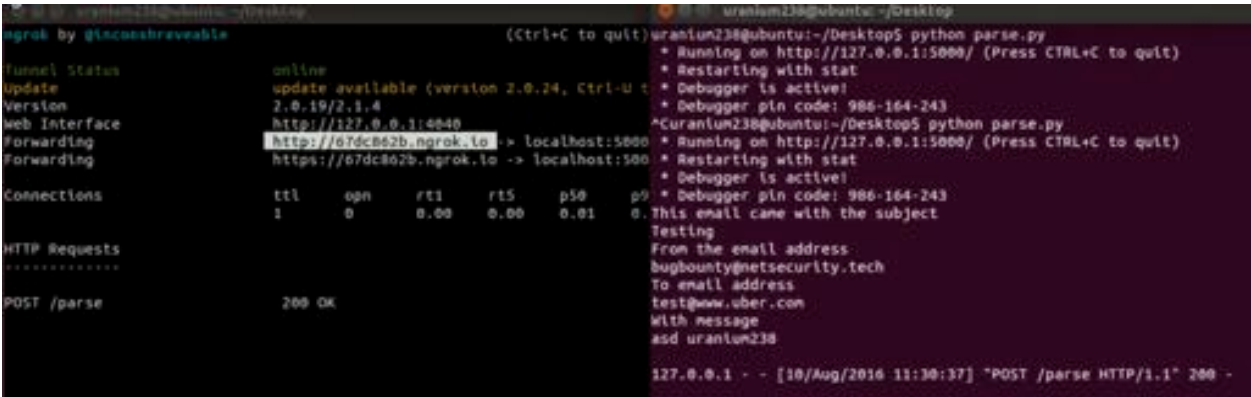 uranium238@ubuntu: ~/Desktop
ngrok by @inconshreveable (Ctrl+C to quit)
Tunnel Status online
Update update available (version 2.0.24, Ctrl-U t
Version 2.0.19/2.1.4
Web Interface http://127.0.0.1:4040
Forwarding http://67dc862b.ngrok.io -> localhost:5000
Forwarding https://67dc862b.ngrok.io -> localhost:500
Connections ttl opn rt1 rt5 p50 p9
1 0 0.00 0.00 0.01 0.
HTTP Requests
-------------
POST /parse 200 OK
uranium238@ubuntu: ~/Desktop
uranium238@ubuntu:~/Desktop$ python parse.py
* Running on http://127.0.0.1:5000/ (Press CTRL+C to quit)
* Restarting with stat
* Debugger is active!
* Debugger pin code: 986-164-243
^Curanium238@ubuntu:~/Desktop$ python parse.py
* Running on http://127.0.0.1:5000/ (Press CTRL+C to quit)
* Restarting with stat
* Debugger is active!
* Debugger pin code: 986-164-243
This email came with the subject
Testing
From the email address
bugbounty@netsecurity.tech
To email address
test@www.uber.com
With message
asd uranium238
127.0.0.1 - - [10/Aug/2016 11:30:37] "POST /parse HTTP/1.1" 200 -